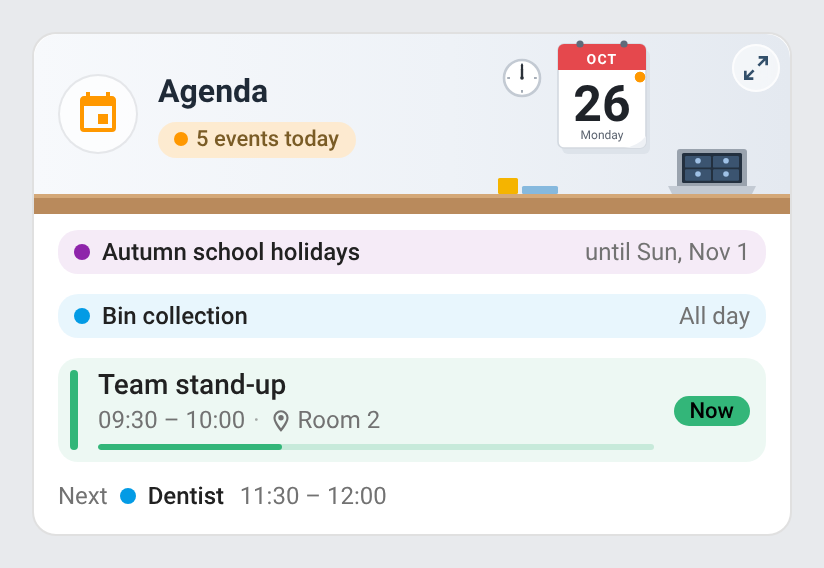 Agenda
5 events today
OCT
26
Monday
Autumn school holidays until Sun, Nov 1
Bin collection All day
Team stand-up
09:30 – 10:00 · Room 2
Now
Next Dentist 11:30 – 12:00